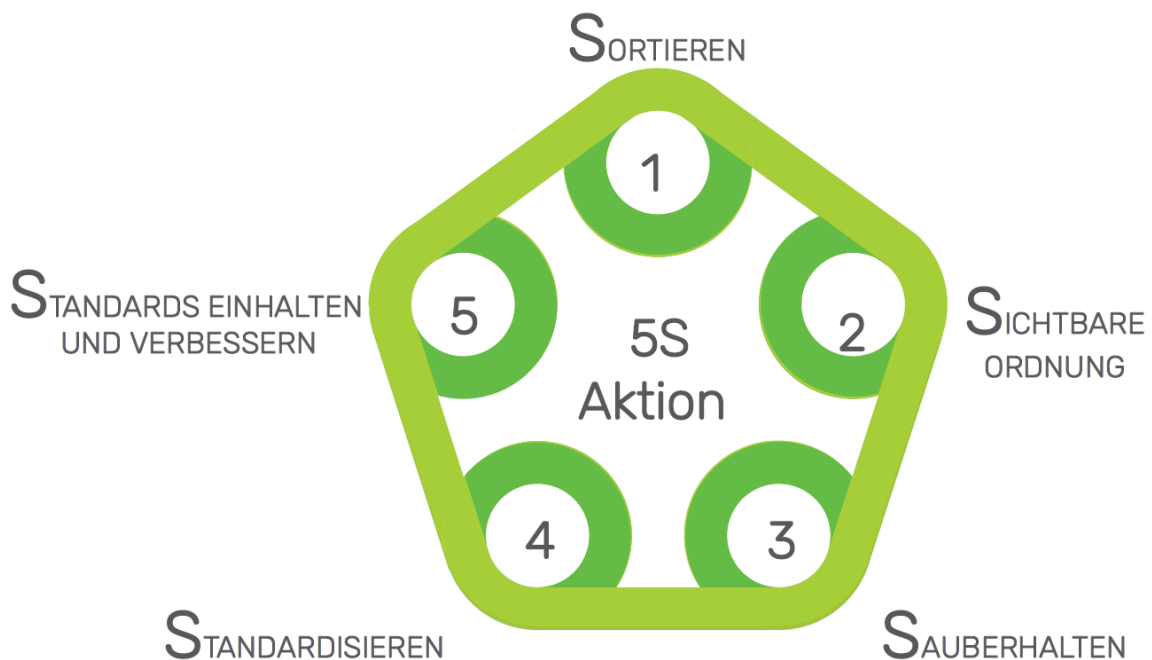 SORTIEREN
1
2
SICHTBARE
ORDNUNG
3
SAUBERHALTEN
4
STANDARDISIEREN
5
STANDARDS EINHALTEN
UND VERBESSERN
5S
Aktion